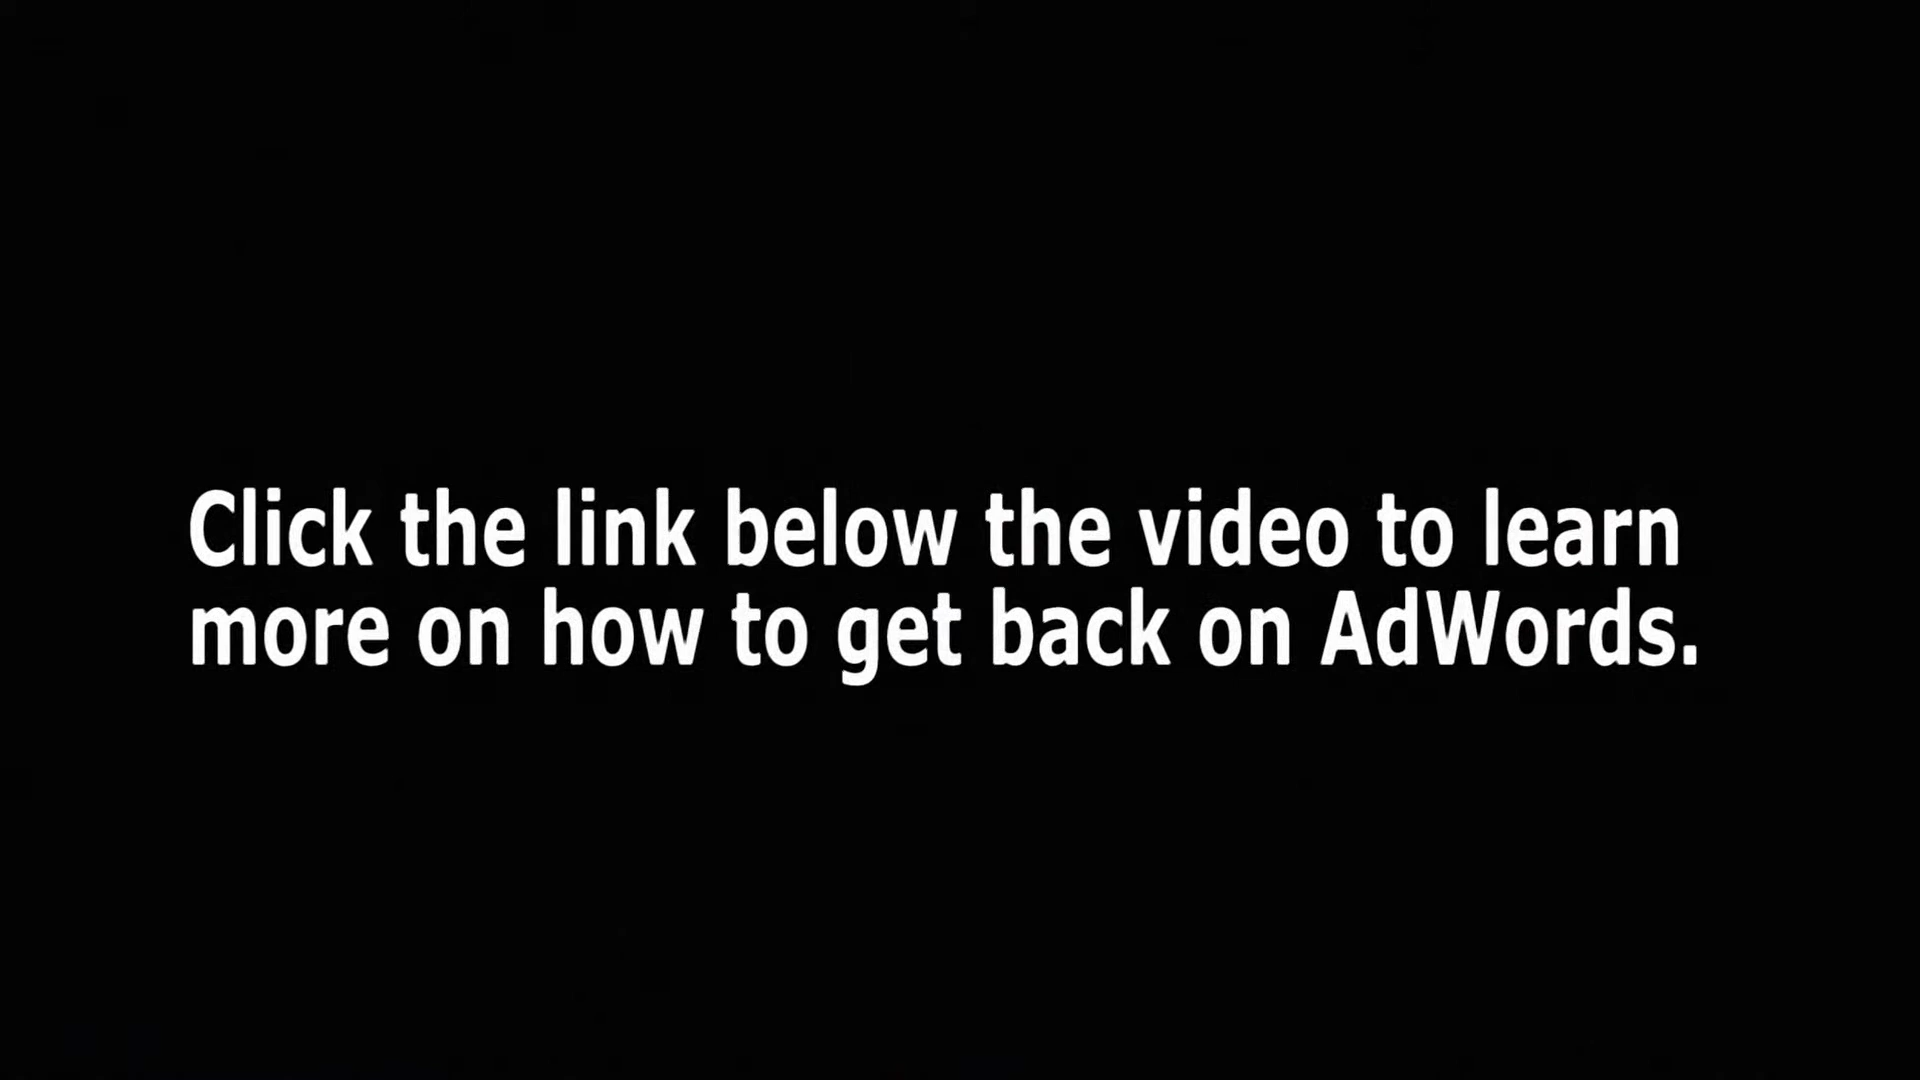 Click the link below the video to learn
more on how to get back on AdWords.